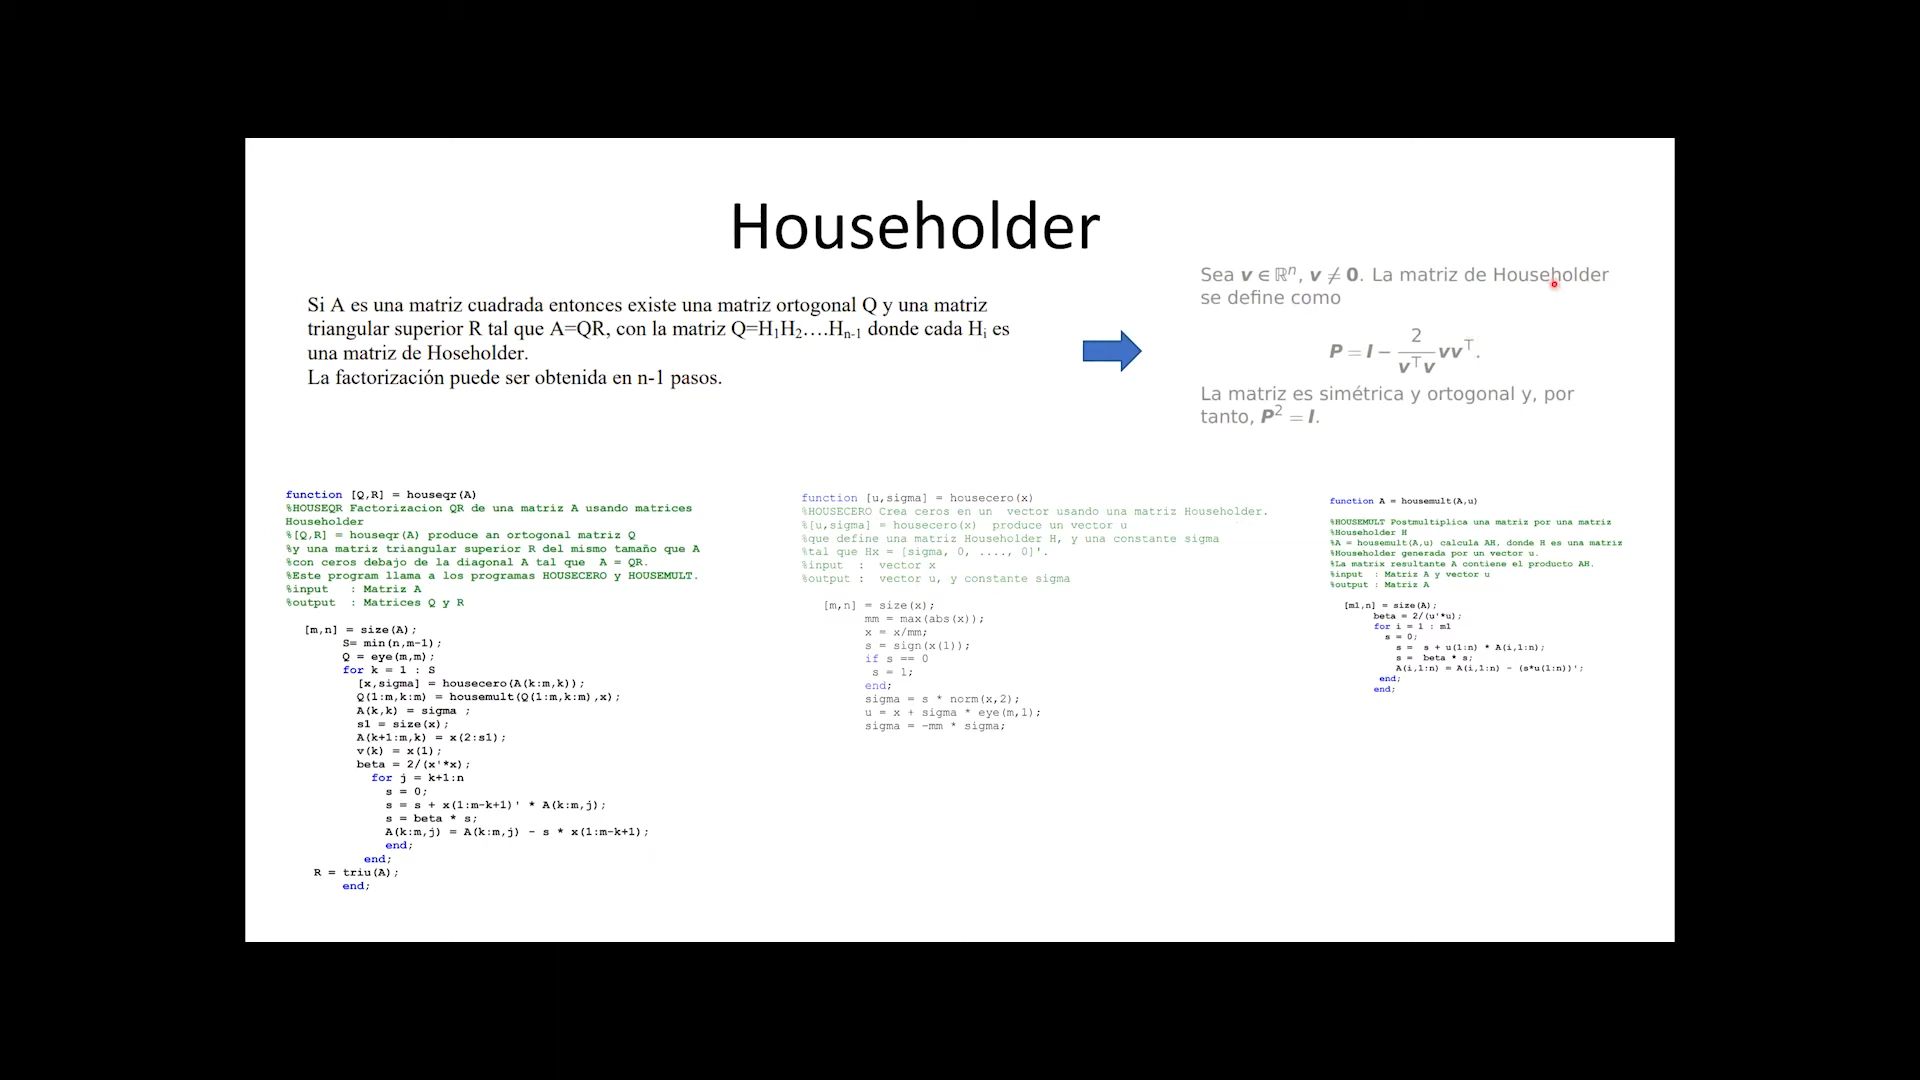 Householder
Si A es una matriz cuadrada entonces existe una matriz ortogonal Q y una matriz
triangular superior R tal que A=QR, con la matriz Q=H₁H₂….Hₙ₋₁ donde cada Hᵢ es
una matriz de Hoseholder.
La factorización puede ser obtenida en n-1 pasos.
Sea v ∈ ℝⁿ, v ≠ 0. La matriz de Householder
se define como
P = I − 2/(v⊤v) vv⊤.
La matriz es simétrica y ortogonal y, por
tanto, P² = I.
function [Q,R] = houseqr(A)
%HOUSEQR Factorizacion QR de una matriz A usando matrices
Householder
%[Q,R] = houseqr(A) produce an ortogonal matriz Q
%y una matriz triangular superior R del mismo tamaño que A
%con ceros debajo de la diagonal A tal que  A = QR.
%Este program llama a los programas HOUSECERO y HOUSEMULT.
%input   : Matriz A
%output  : Matrices Q y R
[m,n] = size(A);
S= min(n,m-1);
Q = eye(m,m);
for k = 1 : S
[x,sigma] = housecero(A(k:m,k));
Q(1:m,k:m) = housemult(Q(1:m,k:m),x);
A(k,k) = sigma ;
s1 = size(x);
A(k+1:m,k) = x(2:s1);
v(k) = x(1);
beta = 2/(x'*x);
for j = k+1:n
s = 0;
s = s + x(1:m-k+1)' * A(k:m,j);
s = beta * s;
A(k:m,j) = A(k:m,j) - s * x(1:m-k+1);
end;
end;
R = triu(A);
end;
function [u,sigma] = housecero(x)
%HOUSECERO Crea ceros en un  vector usando una matriz Householder.
%[u,sigma] = housecero(x)  produce un vector u
%que define una matriz Householder H, y una constante sigma
%tal que Hx = [sigma, 0, ...., 0]'.
%input  :  vector x
%output :  vector u, y constante sigma
[m,n] = size(x);
mm = max(abs(x));
x = x/mm;
s = sign(x(1));
if s == 0
s = 1;
end;
sigma = s * norm(x,2);
u = x + sigma * eye(m,1);
sigma = -mm * sigma;
function A = housemult(A,u)
%HOUSEMULT Postmultiplica una matriz por una matriz
%Householder H
%A = housemult(A,u) calcula AH, donde H es una matriz
%Householder generada por un vector u.
%La matrix resultante A contiene el producto AH.
%input  : Matriz A y vector u
%output : Matriz A
[m1,n] = size(A);
beta = 2/(u'*u);
for i = 1 : m1
s = 0;
s =  s + u(1:n) * A(i,1:n);
s =  beta * s;
A(i,1:n) = A(i,1:n) - (s*u(1:n))';
end;
end;